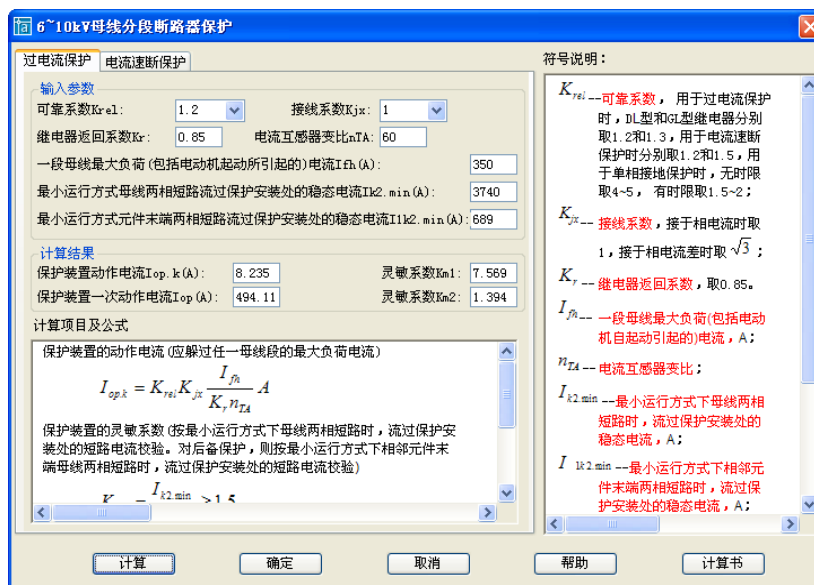 6~10kV母线分段断路器保护
过电流保护 电流速断保护
输入参数
可靠系数Krel: 1.2 接线系数Kjx: 1
继电器返回系数Kr: 0.85 电流互感器变比nTA: 60
一段母线最大负荷(包括电动机起动所引起的)电流Ifh(A): 350
最小运行方式母线两相短路流过保护安装处的稳态电流Ik2.min(A): 3740
最小运行方式元件末端两相短路流过保护安装处的稳态电流I1k2.min(A): 689
计算结果
保护装置动作电流Iop.k(A): 8.235 灵敏系数Km1: 7.569
保护装置一次动作电流Iop(A): 494.11 灵敏系数Km2: 1.394
计算项目及公式
保护装置的动作电流(应躲过任一母线段的最大负荷电流)
I_{op.k} = K_{rel} K_{jx} \frac{I_{fh}}{K_r n_{TA}} A
保护装置的灵敏系数(按最小运行方式下母线两相短路时，流过保护安
装处的短路电流校验。对后备保护，则按最小运行方式下相邻元件末
端母线两相短路时，流过保护安装处的短路电流校验)
符号说明:
K_{rel} --可靠系数，用于过电流保护
时，DL型和GL型继电器分别
取1.2和1.3，用于电流速断
保护时分别取1.2和1.5，用
于单相接地保护时，无时限
取4~5，有时限取1.5~2；
K_{jx} -- 接线系数，接于相电流时取
1，接于相电流差时取√3；
K_r -- 继电器返回系数，取0.85。
I_{fh} -- 一段母线最大负荷(包括电动
机自起动引起的)电流，A；
n_{TA} -- 电流互感器变比；
I_{k2.min} --最小运行方式下母线两相
短路时，流过保护安装处的
稳态电流，A；
I_{1k2.min} --最小运行方式下相邻元
件末端两相短路时，流过
保护安装处的稳态电流，A；
计算 确定 取消 帮助 计算书